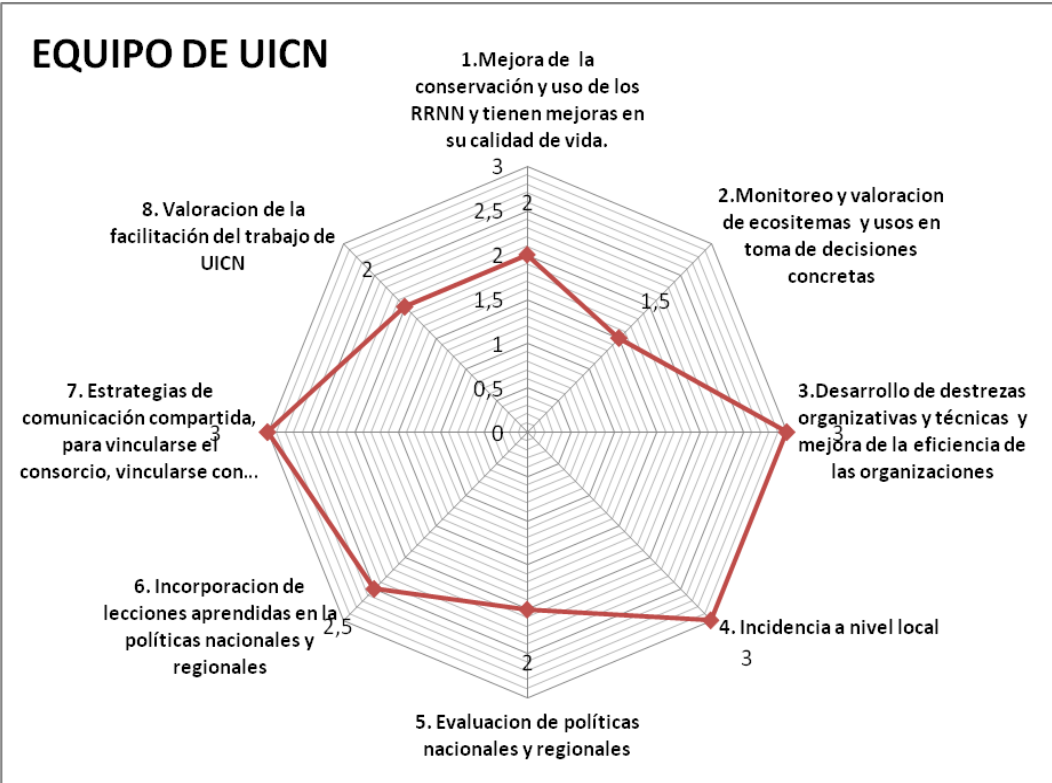 EQUIPO DE UICN
1.Mejora de la
conservación y uso de los
RRNN y tienen mejoras en
su calidad de vida.
2.Monitoreo y valoracion
de ecositemas y usos en
toma de decisiones
concretas
3.Desarrollo de destrezas
organizativas y técnicas y
mejora de la eficiencia de
las organizaciones
4. Incidencia a nivel local
5. Evaluacion de políticas
nacionales y regionales
6. Incorporacion de
lecciones aprendidas en la
políticas nacionales y
regionales
7. Estrategias de
comunicación compartida,
para vincularse el
consorcio, vincularse con...
8. Valoracion de la
facilitación del trabajo de
UICN
3
2,5
2
1,5
1
0,5
0
2
1,5
3
3
2
2,5
3
2